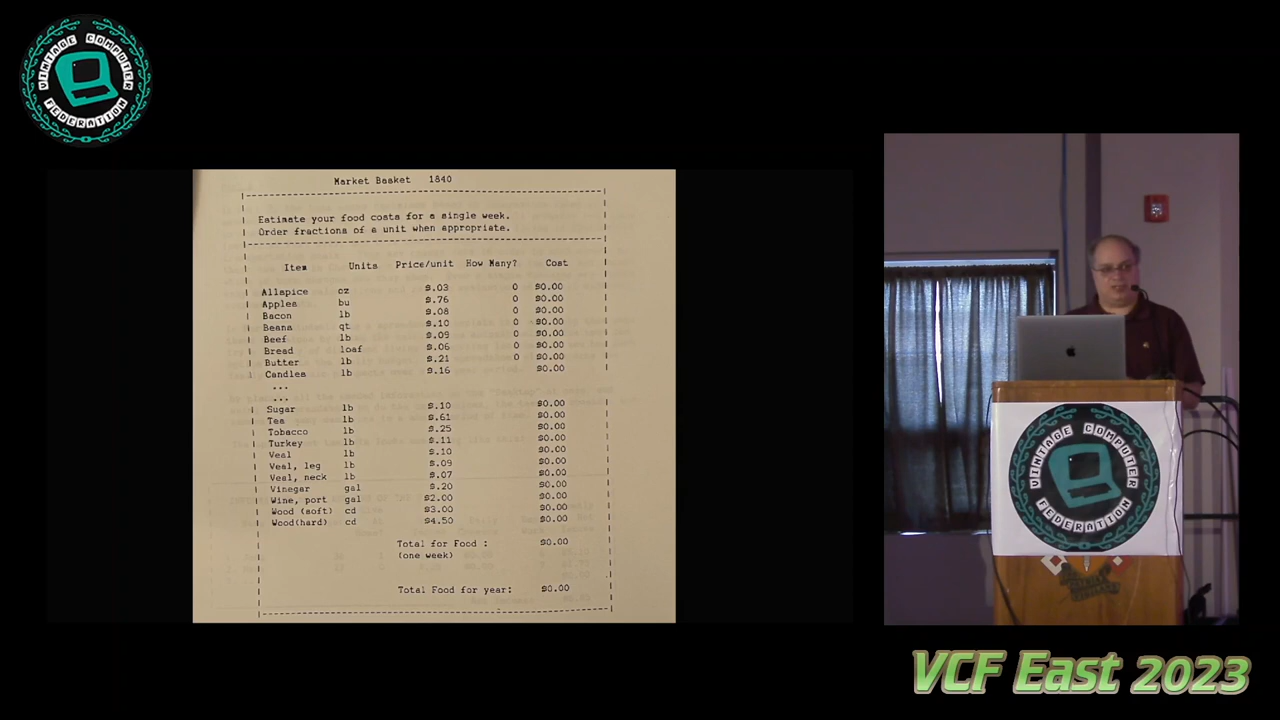 VINTAGE COMPUTER
FEDERATION
Market Basket 1840
Estimate your food costs for a single week.
Order fractions of a unit when appropriate.
Item Units Price/unit How Many? Cost
Allspice oz $.03 0 $0.00
Apples bu $.76 0 $0.00
Bacon lb $.08 0 $0.00
Beans qt $.10 0 $0.00
Beef lb $.09 0 $0.00
Bread loaf $.06 0 $0.00
Butter lb $.21 0 $0.00
Candles lb $.16 $0.00
...
...
Sugar lb $.10 $0.00
Tea lb $.61 $0.00
Tobacco lb $.25 $0.00
Turkey lb $.11 $0.00
Veal lb $.10 $0.00
Veal, leg lb $.09 $0.00
Veal, neck lb $.07 $0.00
Vinegar gal $.20 $0.00
Wine, port gal $2.00 $0.00
Wood (soft) cd $3.00 $0.00
Wood(hard) cd $4.50 $0.00
Total for Food : $0.00
(one week)
Total Food for year: $0.00
VINTAGE COMPUTER
FEDERATION
VCF East 2023